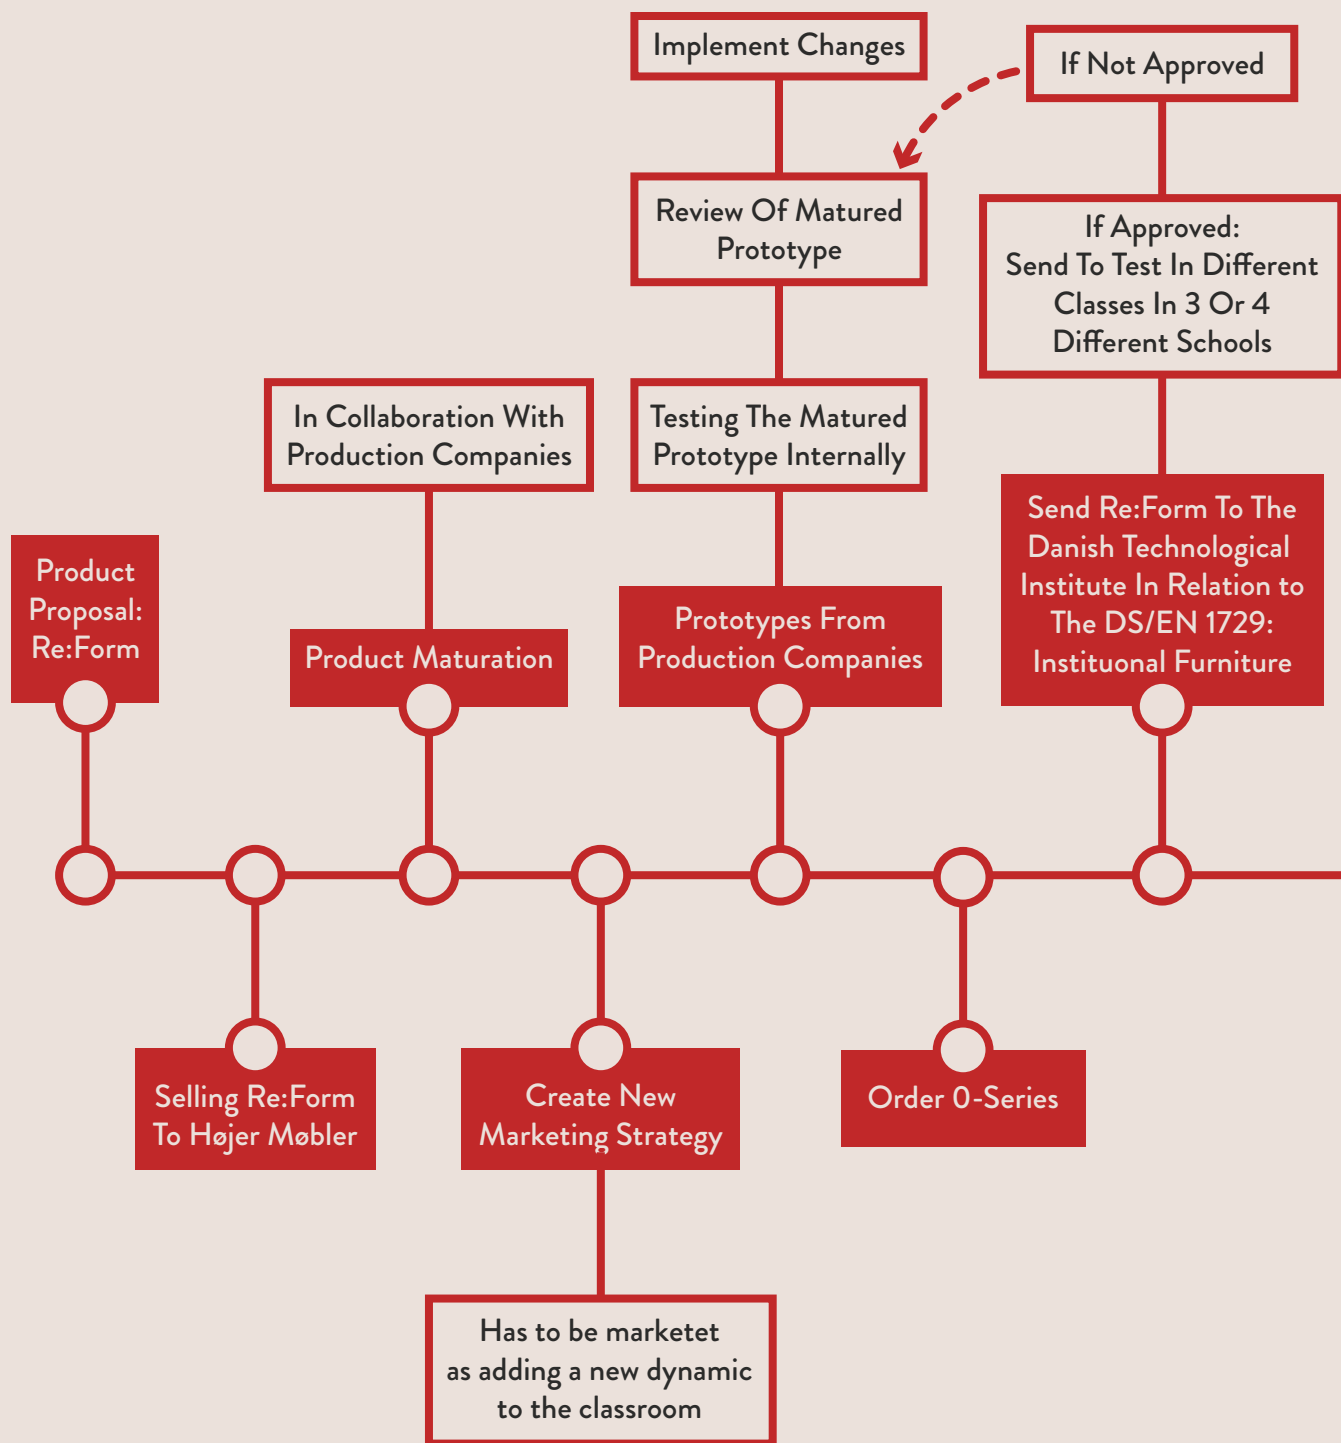 Implement Changes
If Not Approved
Review Of Matured
Prototype
If Approved:
Send To Test In Different
Classes In 3 Or 4
Different Schools
In Collaboration With
Production Companies
Testing The Matured
Prototype Internally
Send Re:Form To The
Danish Technological
Institute In Relation to
The DS/EN 1729:
Instituonal Furniture
Product
Proposal:
Re:Form
Product Maturation
Prototypes From
Production Companies
Selling Re:Form
To Højer Møbler
Create New
Marketing Strategy
Order 0-Series
Has to be marketet
as adding a new dynamic
to the classroom